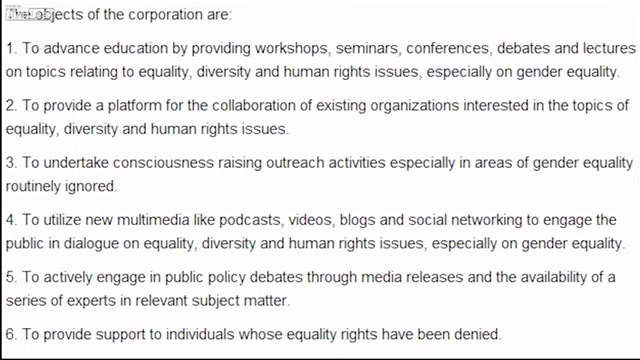 The objects of the corporation are:
1. To advance education by providing workshops, seminars, conferences, debates and lectures
on topics relating to equality, diversity and human rights issues, especially on gender equality.
2. To provide a platform for the collaboration of existing organizations interested in the topics of
equality, diversity and human rights issues.
3. To undertake consciousness raising outreach activities especially in areas of gender equality
routinely ignored.
4. To utilize new multimedia like podcasts, videos, blogs and social networking to engage the
public in dialogue on equality, diversity and human rights issues, especially on gender equality.
5. To actively engage in public policy debates through media releases and the availability of a
series of experts in relevant subject matter.
6. To provide support to individuals whose equality rights have been denied.